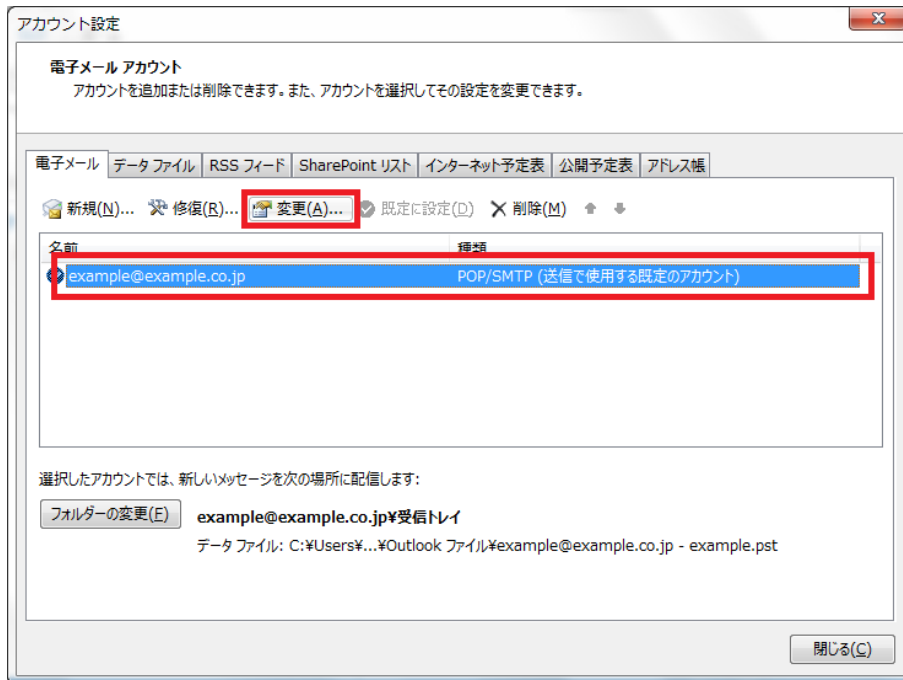 アカウント設定
電子メール アカウント
アカウントを追加または削除できます。また、アカウントを選択してその設定を変更できます。
電子メール データ ファイル RSS フィード SharePoint リスト インターネット予定表 公開予定表 アドレス帳
新規(N)... 修復(R)... 変更(A)... 既定に設定(D) 削除(M)
名前 種類
example@example.co.jp POP/SMTP (送信で使用する既定のアカウント)
選択したアカウントでは、新しいメッセージを次の場所に配信します:
フォルダーの変更(F) example@example.co.jp¥受信トレイ
データ ファイル: C:¥Users¥...¥Outlook ファイル¥example@example.co.jp - example.pst
閉じる(C)